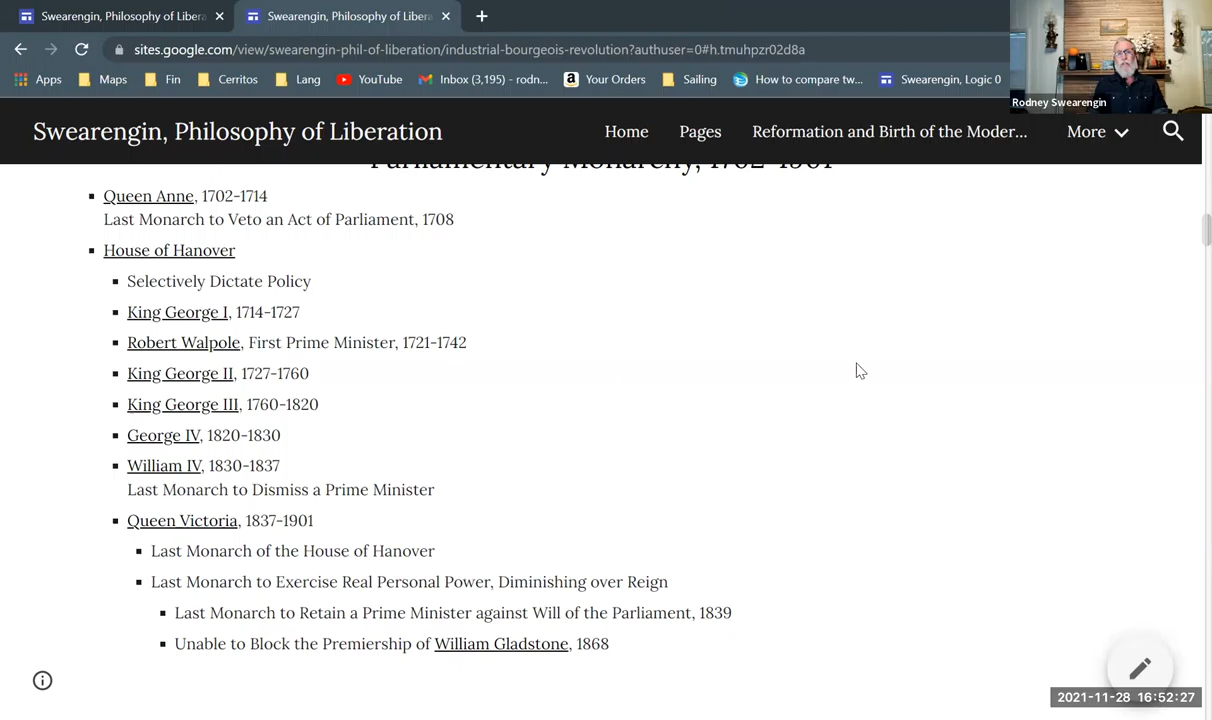 Swearengin, Philosophy of Libera
Swearengin, Philosophy of Libera
sites.google.com/view/swearengin-phil-of-liberation/industrial-bourgeois-revolution?authuser=0#h.tmuhpzr02d8a
Apps Maps Fin Cerritos Lang YouTube Inbox (3,195) - rodn... Your Orders Sailing How to compare tw... Swearengin, Logic 0
Rodney Swearengin
Swearengin, Philosophy of Liberation
Home Pages Reformation and Birth of the Moder... More
Parliamentary Monarchy, 1702-1901
▪ Queen Anne, 1702-1714
Last Monarch to Veto an Act of Parliament, 1708
▪ House of Hanover
▪ Selectively Dictate Policy
▪ King George I, 1714-1727
▪ Robert Walpole, First Prime Minister, 1721-1742
▪ King George II, 1727-1760
▪ King George III, 1760-1820
▪ George IV, 1820-1830
▪ William IV, 1830-1837
Last Monarch to Dismiss a Prime Minister
▪ Queen Victoria, 1837-1901
▪ Last Monarch of the House of Hanover
▪ Last Monarch to Exercise Real Personal Power, Diminishing over Reign
▪ Last Monarch to Retain a Prime Minister against Will of the Parliament, 1839
▪ Unable to Block the Premiership of William Gladstone, 1868
2021-11-28 16:52:27